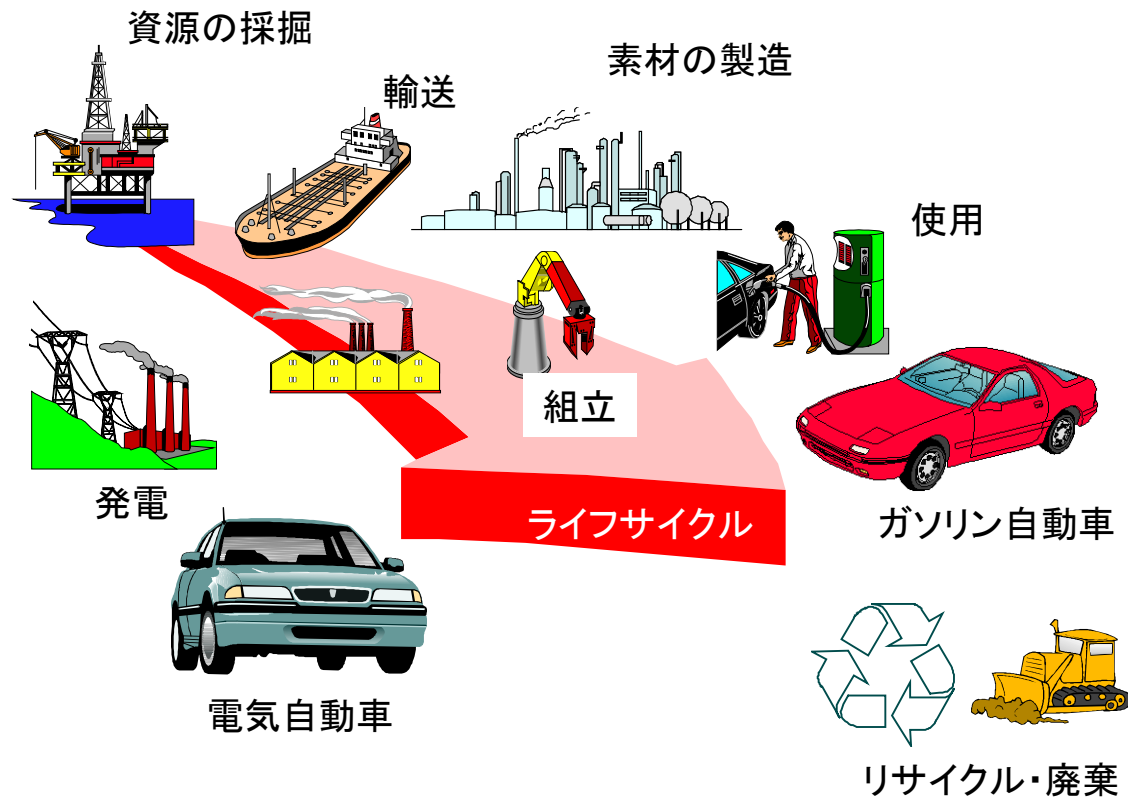 資源の採掘
輸送
素材の製造
使用
組立
発電
ライフサイクル
ガソリン自動車
電気自動車
リサイクル・廃棄